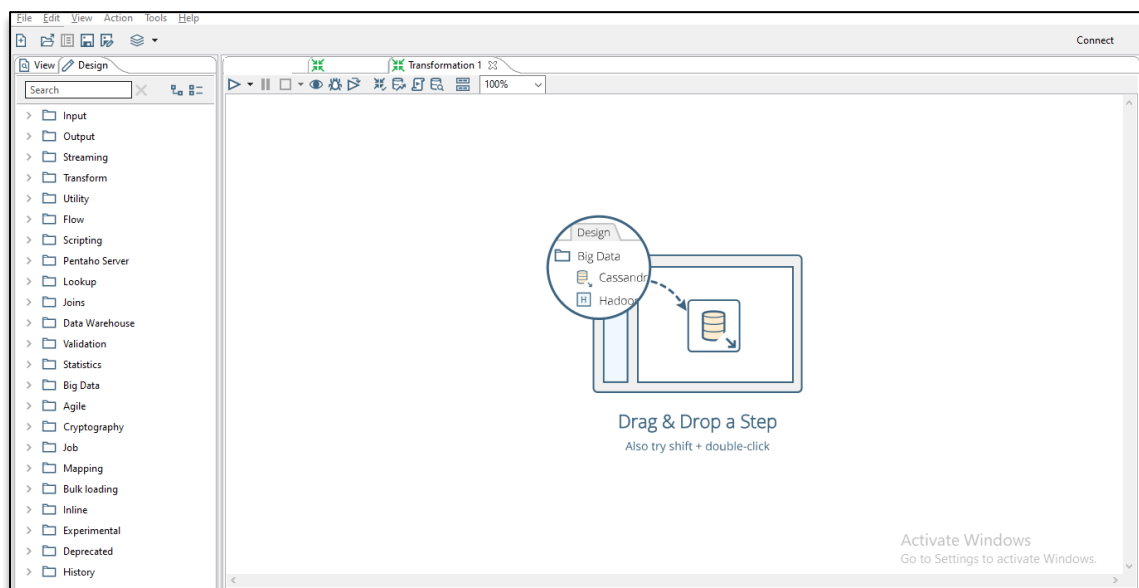 File Edit View Action Tools Help
Connect
View Design
Transformation 1
Search
100%
Input
Output
Streaming
Transform
Utility
Flow
Scripting
Pentaho Server
Lookup
Joins
Data Warehouse
Validation
Statistics
Big Data
Agile
Cryptography
Job
Mapping
Bulk loading
Inline
Experimental
Deprecated
History
Design
Big Data
Cassandr
H Hadoop
Drag & Drop a Step
Also try shift + double-click
Activate Windows
Go to Settings to activate Windows.